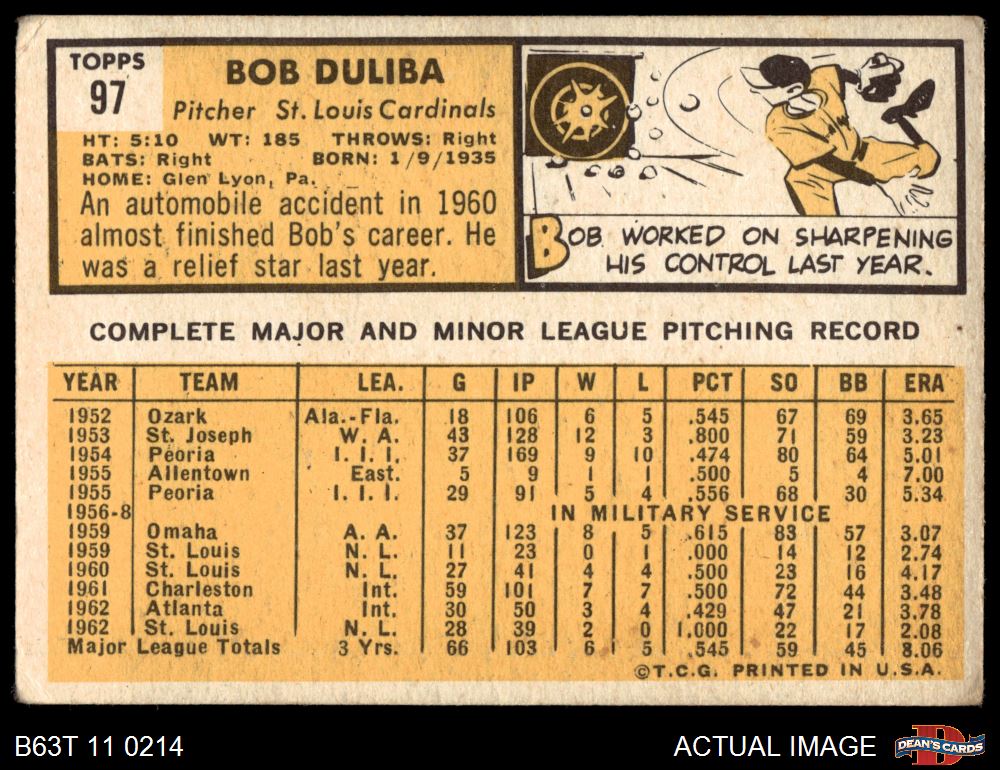 TOPPS
97
BOB DULIBA
Pitcher St. Louis Cardinals
HT: 5:10 WT: 185 THROWS: Right
BATS: Right BORN: 1/9/1935
HOME: Glen Lyon, Pa.
An automobile accident in 1960
almost finished Bob's career. He
was a relief star last year.
BOB WORKED ON SHARPENING
HIS CONTROL LAST YEAR.
COMPLETE MAJOR AND MINOR LEAGUE PITCHING RECORD
YEAR TEAM LEA. G IP W L PCT SO BB ERA
1952 Ozark Ala.-Fla. 18 106 6 5 .545 67 69 3.65
1953 St. Joseph W. A. 43 128 12 3 .800 71 59 3.23
1954 Peoria I. I. I. 37 169 9 10 .474 80 64 5.01
1955 Allentown East. 5 9 1 1 .500 5 4 7.00
1955 Peoria I. I. I. 29 91 5 4 .556 68 30 5.34
1956-8 IN MILITARY SERVICE
1959 Omaha A. A. 37 123 8 5 .615 83 57 3.07
1959 St. Louis N. L. 11 23 0 1 .000 14 12 2.74
1960 St. Louis N. L. 27 41 4 4 .500 23 16 4.17
1961 Charleston Int. 59 101 7 7 .500 72 44 3.48
1962 Atlanta Int. 30 50 3 4 .429 47 21 3.78
1962 St. Louis N. L. 28 39 2 0 1.000 22 17 2.08
Major League Totals 3 Yrs. 66 103 6 5 .545 59 45 8.06
©T.C.G. PRINTED IN U.S.A.
B63T 11 0214 ACTUAL IMAGE DEAN'S CARDS